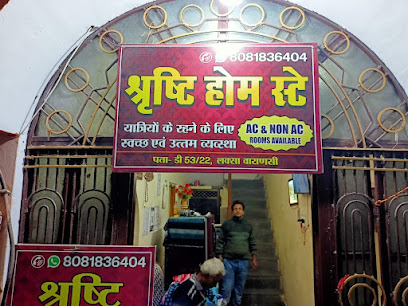 8081836404
श्रृष्टि होम स्टे
यात्रियों के रहने के लिए
स्वच्छ एवं उत्तम व्यवस्था
AC & NON AC
ROOMS AVAILABLE
पता- डी 53/22, लक्सा वाराणसी
8081836404
श्रृष्टि